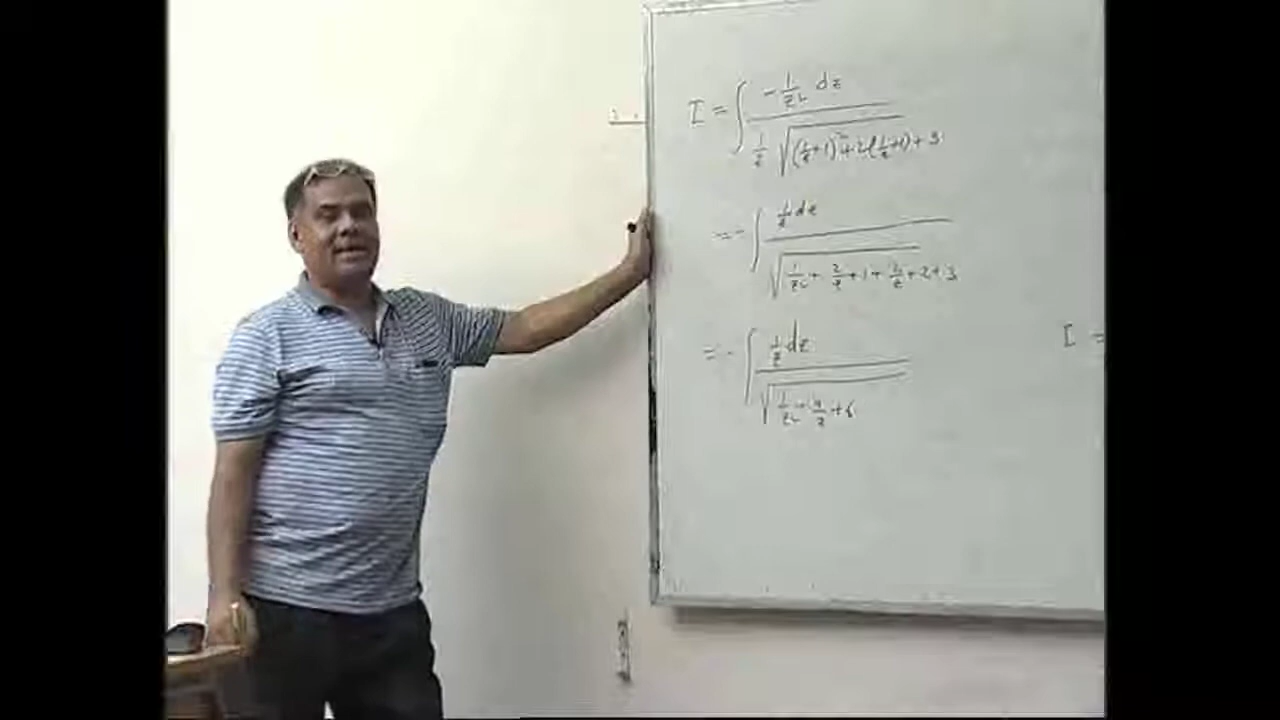 I = ∫ -1/z² dz / (1/z √((1/z+1)²+2(1/z+1)+3))
= - ∫ 1/z dz / √(1/z² + 2/z + 1 + 2/z + 2 + 3)
= - ∫ 1/z dz / √(1/z² + 4/z + 6)
I =